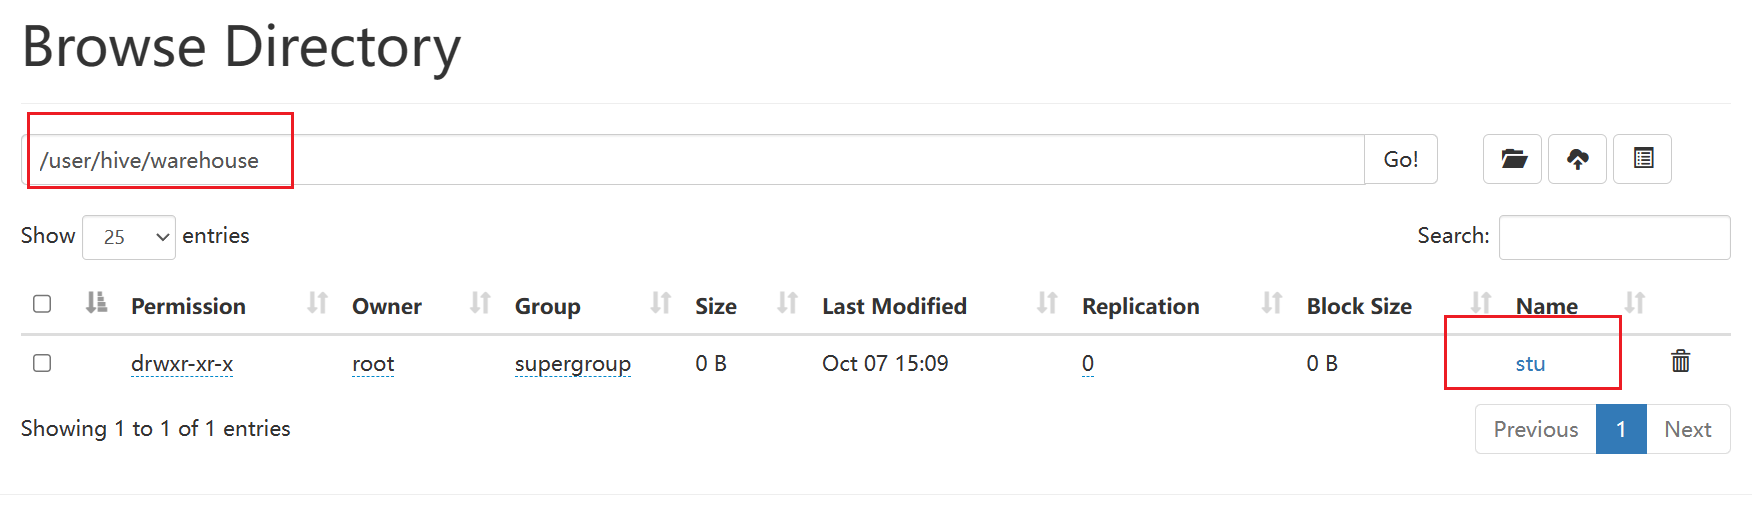 Browse Directory
/user/hive/warehouse Go!
Show 25 entries Search:
Permission Owner Group Size Last Modified Replication Block Size Name
drwxr-xr-x root supergroup 0 B Oct 07 15:09 0 0 B stu
Showing 1 to 1 of 1 entries Previous 1 Next